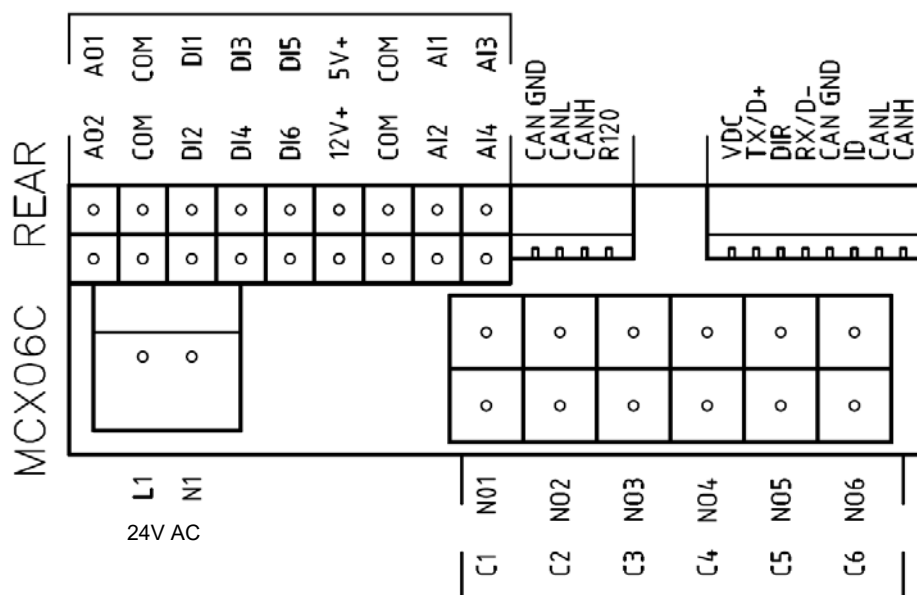 AO1 COM DI1 DI3 DI5 5V+ COM AI1 AI3
AO2 COM DI2 DI4 DI6 12V+ COM AI2 AI4
CAN GND
CANL
CANH
R120
VDC
TX/D+
DIR
RX/D-
CAN GND
ID
CANL
CANH
MCX06C REAR
L1 N1
24V AC
NO1 NO2 NO3 NO4 NO5 NO6
C1 C2 C3 C4 C5 C6